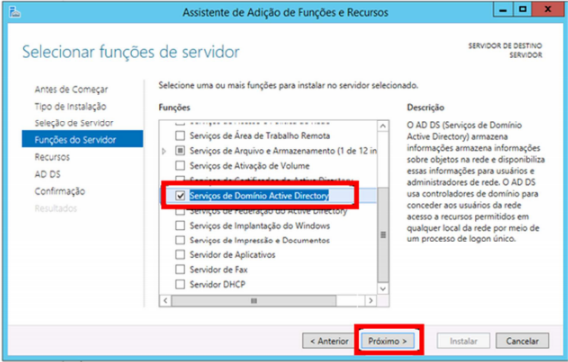 Assistente de Adição de Funções e Recursos
Selecionar funções de servidor
SERVIDOR DE DESTINO
SERVIDOR
Antes de Começar
Tipo de Instalação
Seleção de Servidor
Funções do Servidor
Recursos
AD DS
Confirmação
Resultados
Selecione uma ou mais funções para instalar no servidor selecionado.
Funções
Serviços de Área de Trabalho Remota
Serviços de Arquivo e Armazenamento (1 de 12 in
Serviços de Ativação de Volume
Serviços de Certificados do Active Directory
Serviços de Domínio Active Directory
Serviços de Federação do Active Directory
Serviços de Implantação do Windows
Serviços de Impressão e Documentos
Servidor de Aplicativos
Servidor de Fax
Servidor DHCP
Descrição
O AD DS (Serviços de Domínio
Active Directory) armazena
informações armazena informações
sobre objetos na rede e disponibiliza
essas informações para usuários e
administradores de rede. O AD DS
usa controladores de domínio para
conceder aos usuários da rede
acesso a recursos permitidos em
qualquer local da rede por meio de
um processo de logon único.
< Anterior
Próximo >
Instalar
Cancelar